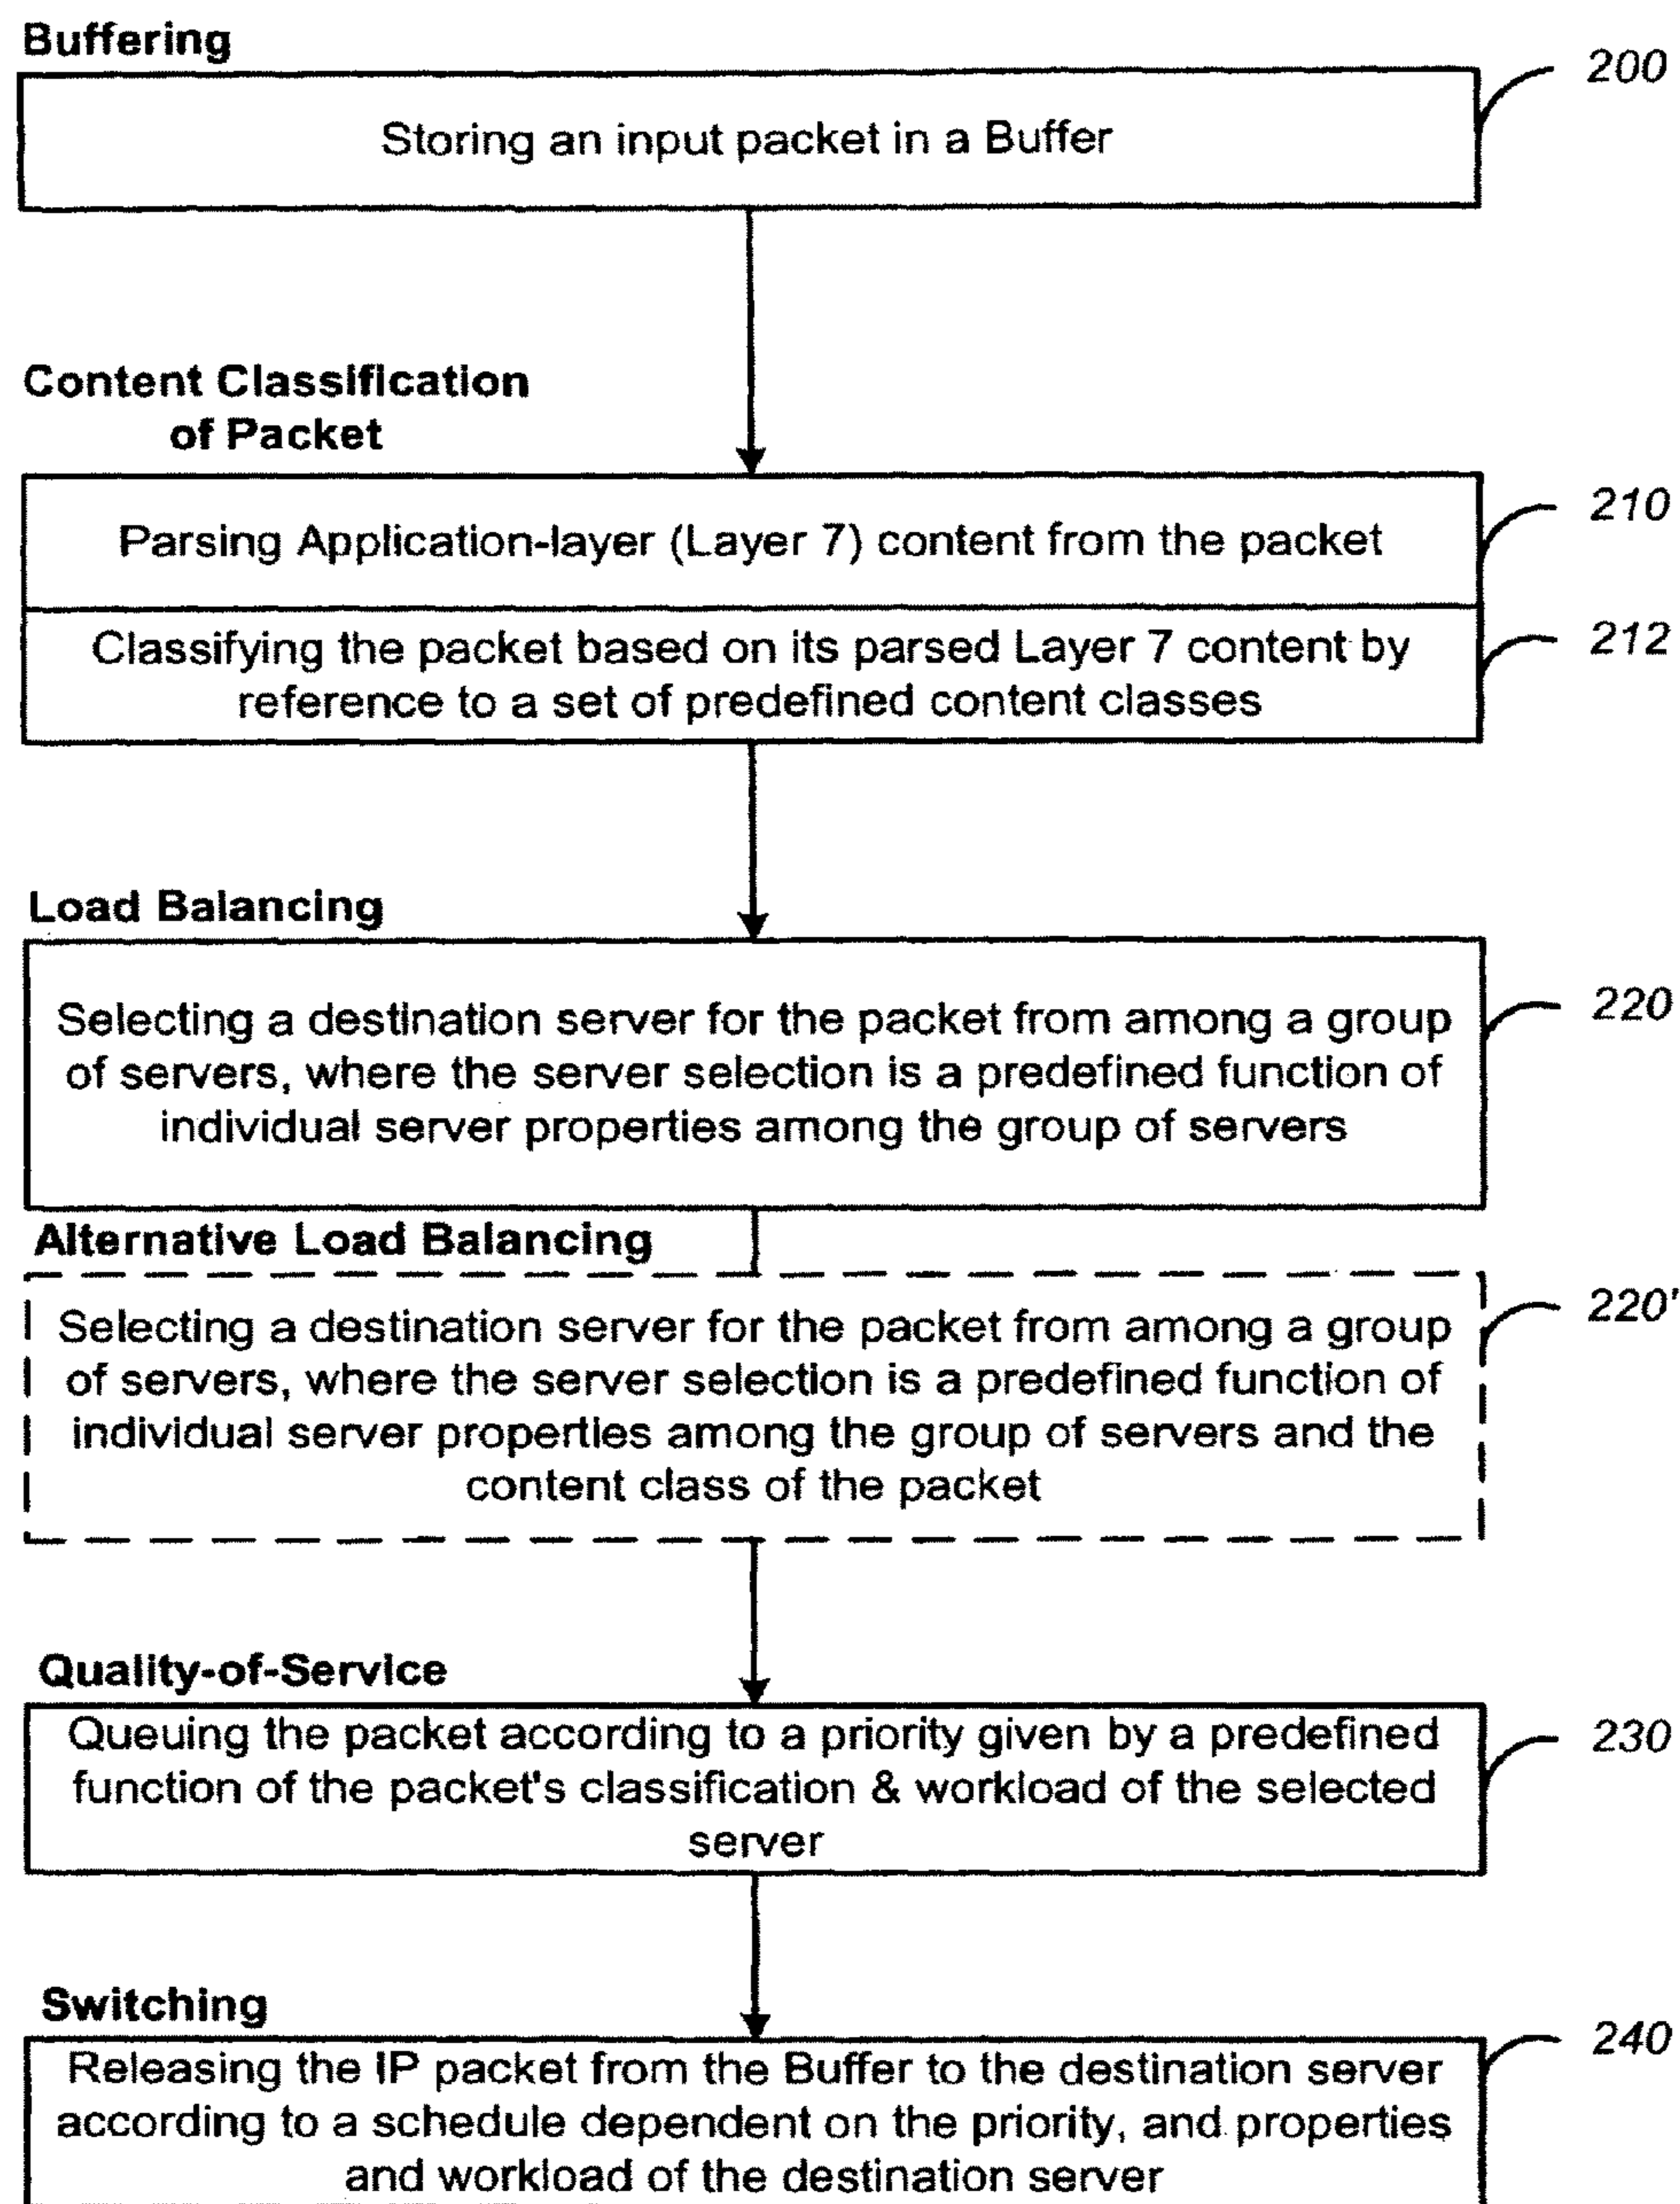 Buffering
200
Storing an input packet in a Buffer
Content Classification
of Packet
210
Parsing Application-layer (Layer 7) content from the packet
212
Classifying the packet based on its parsed Layer 7 content by
reference to a set of predefined content classes
Load Balancing
220
Selecting a destination server for the packet from among a group
of servers, where the server selection is a predefined function of
individual server properties among the group of servers
Alternative Load Balancing
220'
Selecting a destination server for the packet from among a group
of servers, where the server selection is a predefined function of
individual server properties among the group of servers and the
content class of the packet
Quality-of-Service
230
Queuing the packet according to a priority given by a predefined
function of the packet's classification & workload of the selected
server
Switching
240
Releasing the IP packet from the Buffer to the destination server
according to a schedule dependent on the priority, and properties
and workload of the destination server